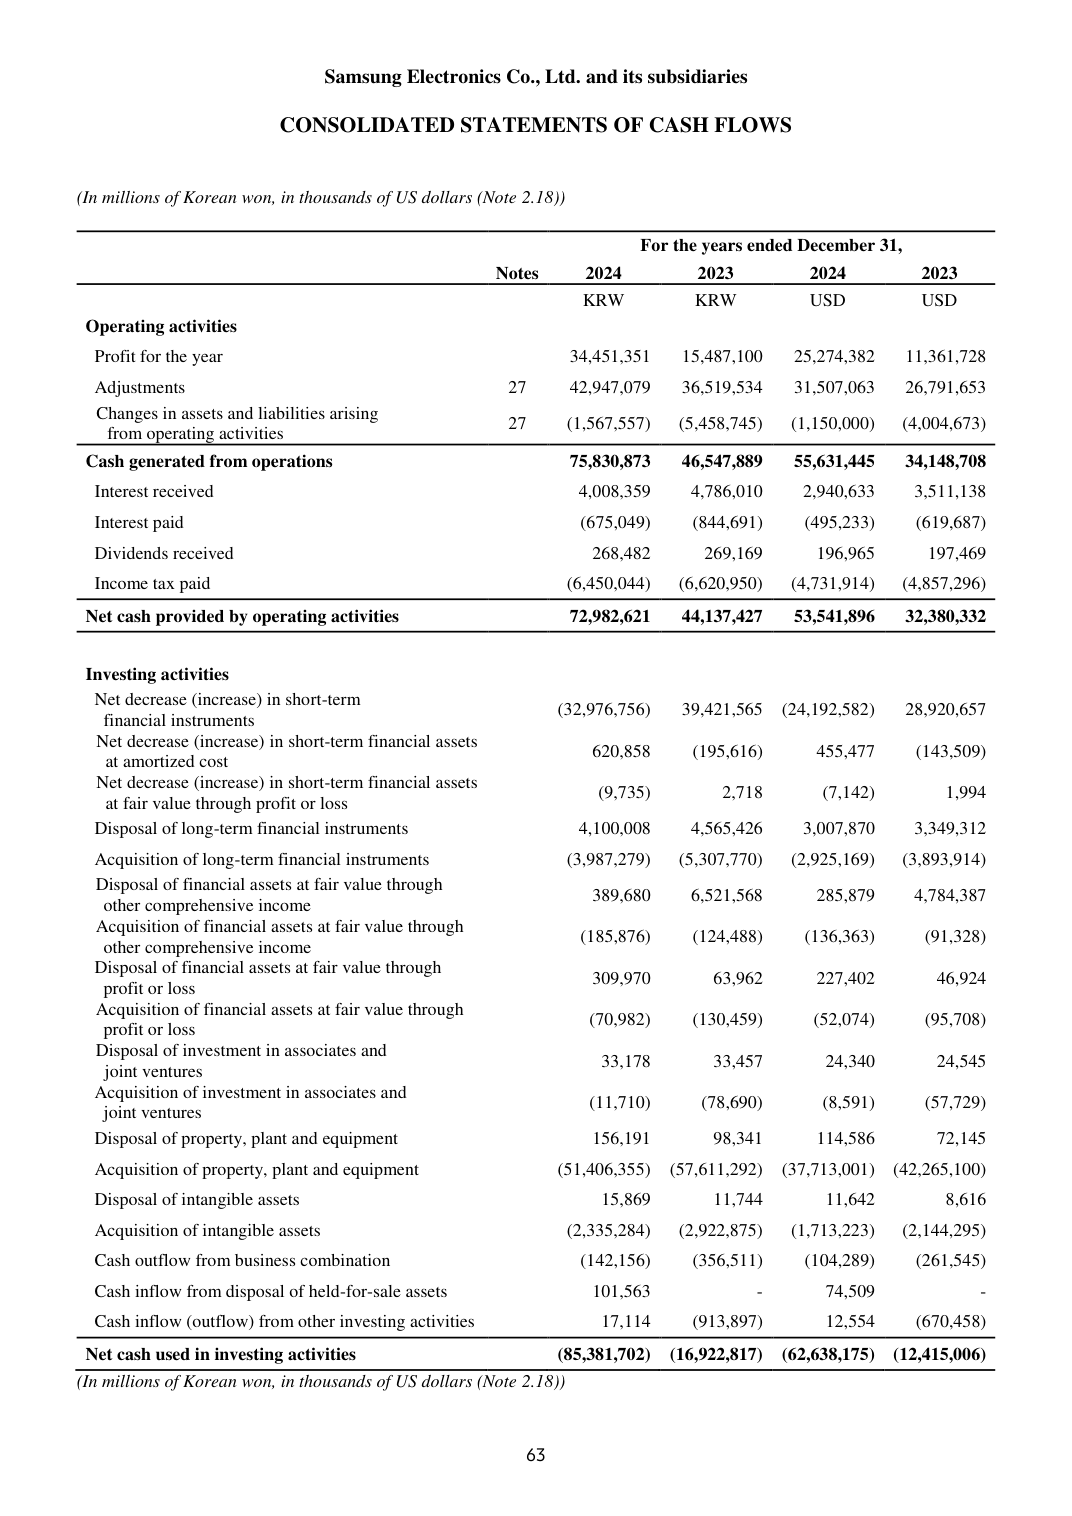 Samsung Electronics Co., Ltd. and its subsidiaries
CONSOLIDATED STATEMENTS OF CASH FLOWS
(In millions of Korean won, in thousands of US dollars (Note 2.18))
For the years ended December 31,
Notes 2024 2023 2024 2023
KRW KRW USD USD
Operating activities
Profit for the year 34,451,351 15,487,100 25,274,382 11,361,728
Adjustments 27 42,947,079 36,519,534 31,507,063 26,791,653
Changes in assets and liabilities arising
from operating activities 27 (1,567,557) (5,458,745) (1,150,000) (4,004,673)
Cash generated from operations 75,830,873 46,547,889 55,631,445 34,148,708
Interest received 4,008,359 4,786,010 2,940,633 3,511,138
Interest paid (675,049) (844,691) (495,233) (619,687)
Dividends received 268,482 269,169 196,965 197,469
Income tax paid (6,450,044) (6,620,950) (4,731,914) (4,857,296)
Net cash provided by operating activities 72,982,621 44,137,427 53,541,896 32,380,332
Investing activities
Net decrease (increase) in short-term
financial instruments (32,976,756) 39,421,565 (24,192,582) 28,920,657
Net decrease (increase) in short-term financial assets
at amortized cost 620,858 (195,616) 455,477 (143,509)
Net decrease (increase) in short-term financial assets
at fair value through profit or loss (9,735) 2,718 (7,142) 1,994
Disposal of long-term financial instruments 4,100,008 4,565,426 3,007,870 3,349,312
Acquisition of long-term financial instruments (3,987,279) (5,307,770) (2,925,169) (3,893,914)
Disposal of financial assets at fair value through
other comprehensive income 389,680 6,521,568 285,879 4,784,387
Acquisition of financial assets at fair value through
other comprehensive income (185,876) (124,488) (136,363) (91,328)
Disposal of financial assets at fair value through
profit or loss 309,970 63,962 227,402 46,924
Acquisition of financial assets at fair value through
profit or loss (70,982) (130,459) (52,074) (95,708)
Disposal of investment in associates and
joint ventures 33,178 33,457 24,340 24,545
Acquisition of investment in associates and
joint ventures (11,710) (78,690) (8,591) (57,729)
Disposal of property, plant and equipment 156,191 98,341 114,586 72,145
Acquisition of property, plant and equipment (51,406,355) (57,611,292) (37,713,001) (42,265,100)
Disposal of intangible assets 15,869 11,744 11,642 8,616
Acquisition of intangible assets (2,335,284) (2,922,875) (1,713,223) (2,144,295)
Cash outflow from business combination (142,156) (356,511) (104,289) (261,545)
Cash inflow from disposal of held-for-sale assets 101,563 - 74,509 -
Cash inflow (outflow) from other investing activities 17,114 (913,897) 12,554 (670,458)
Net cash used in investing activities (85,381,702) (16,922,817) (62,638,175) (12,415,006)
(In millions of Korean won, in thousands of US dollars (Note 2.18))
63